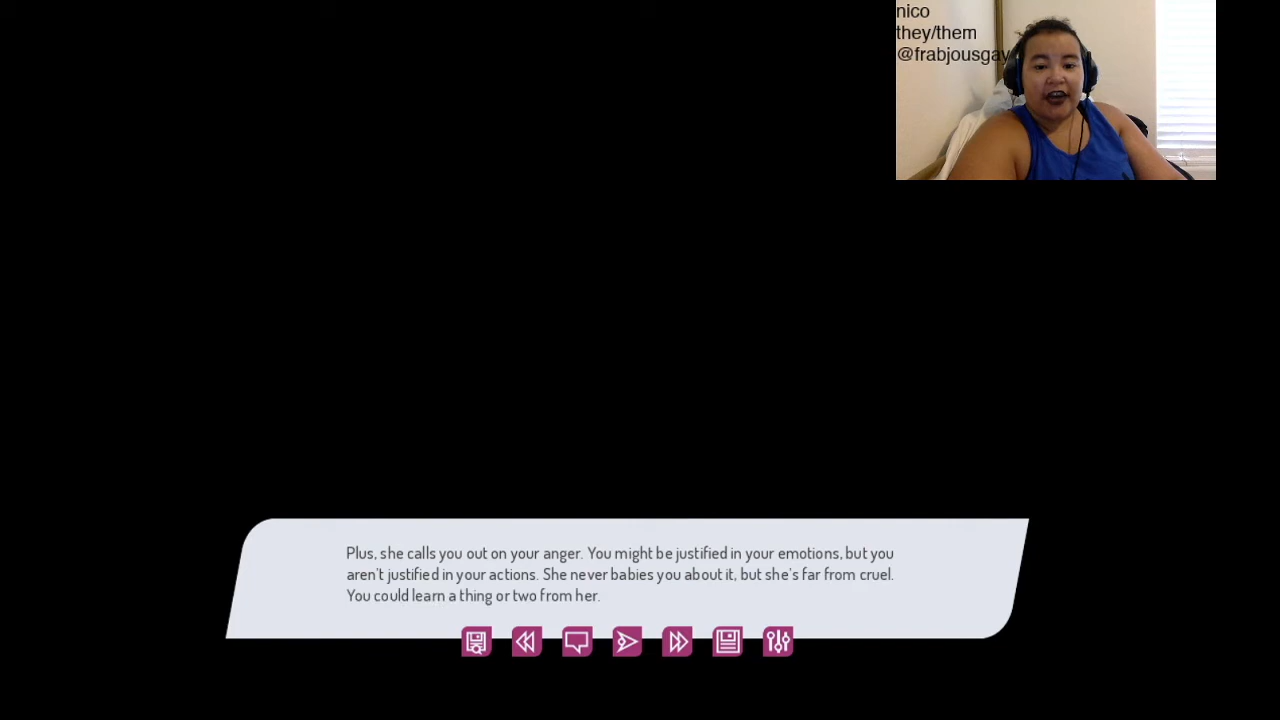 nico
they/them
@frabjousgay
Plus, she calls you out on your anger. You might be justified in your emotions, but you
aren't justified in your actions. She never babies you about it, but she's far from cruel.
You could learn a thing or two from her.